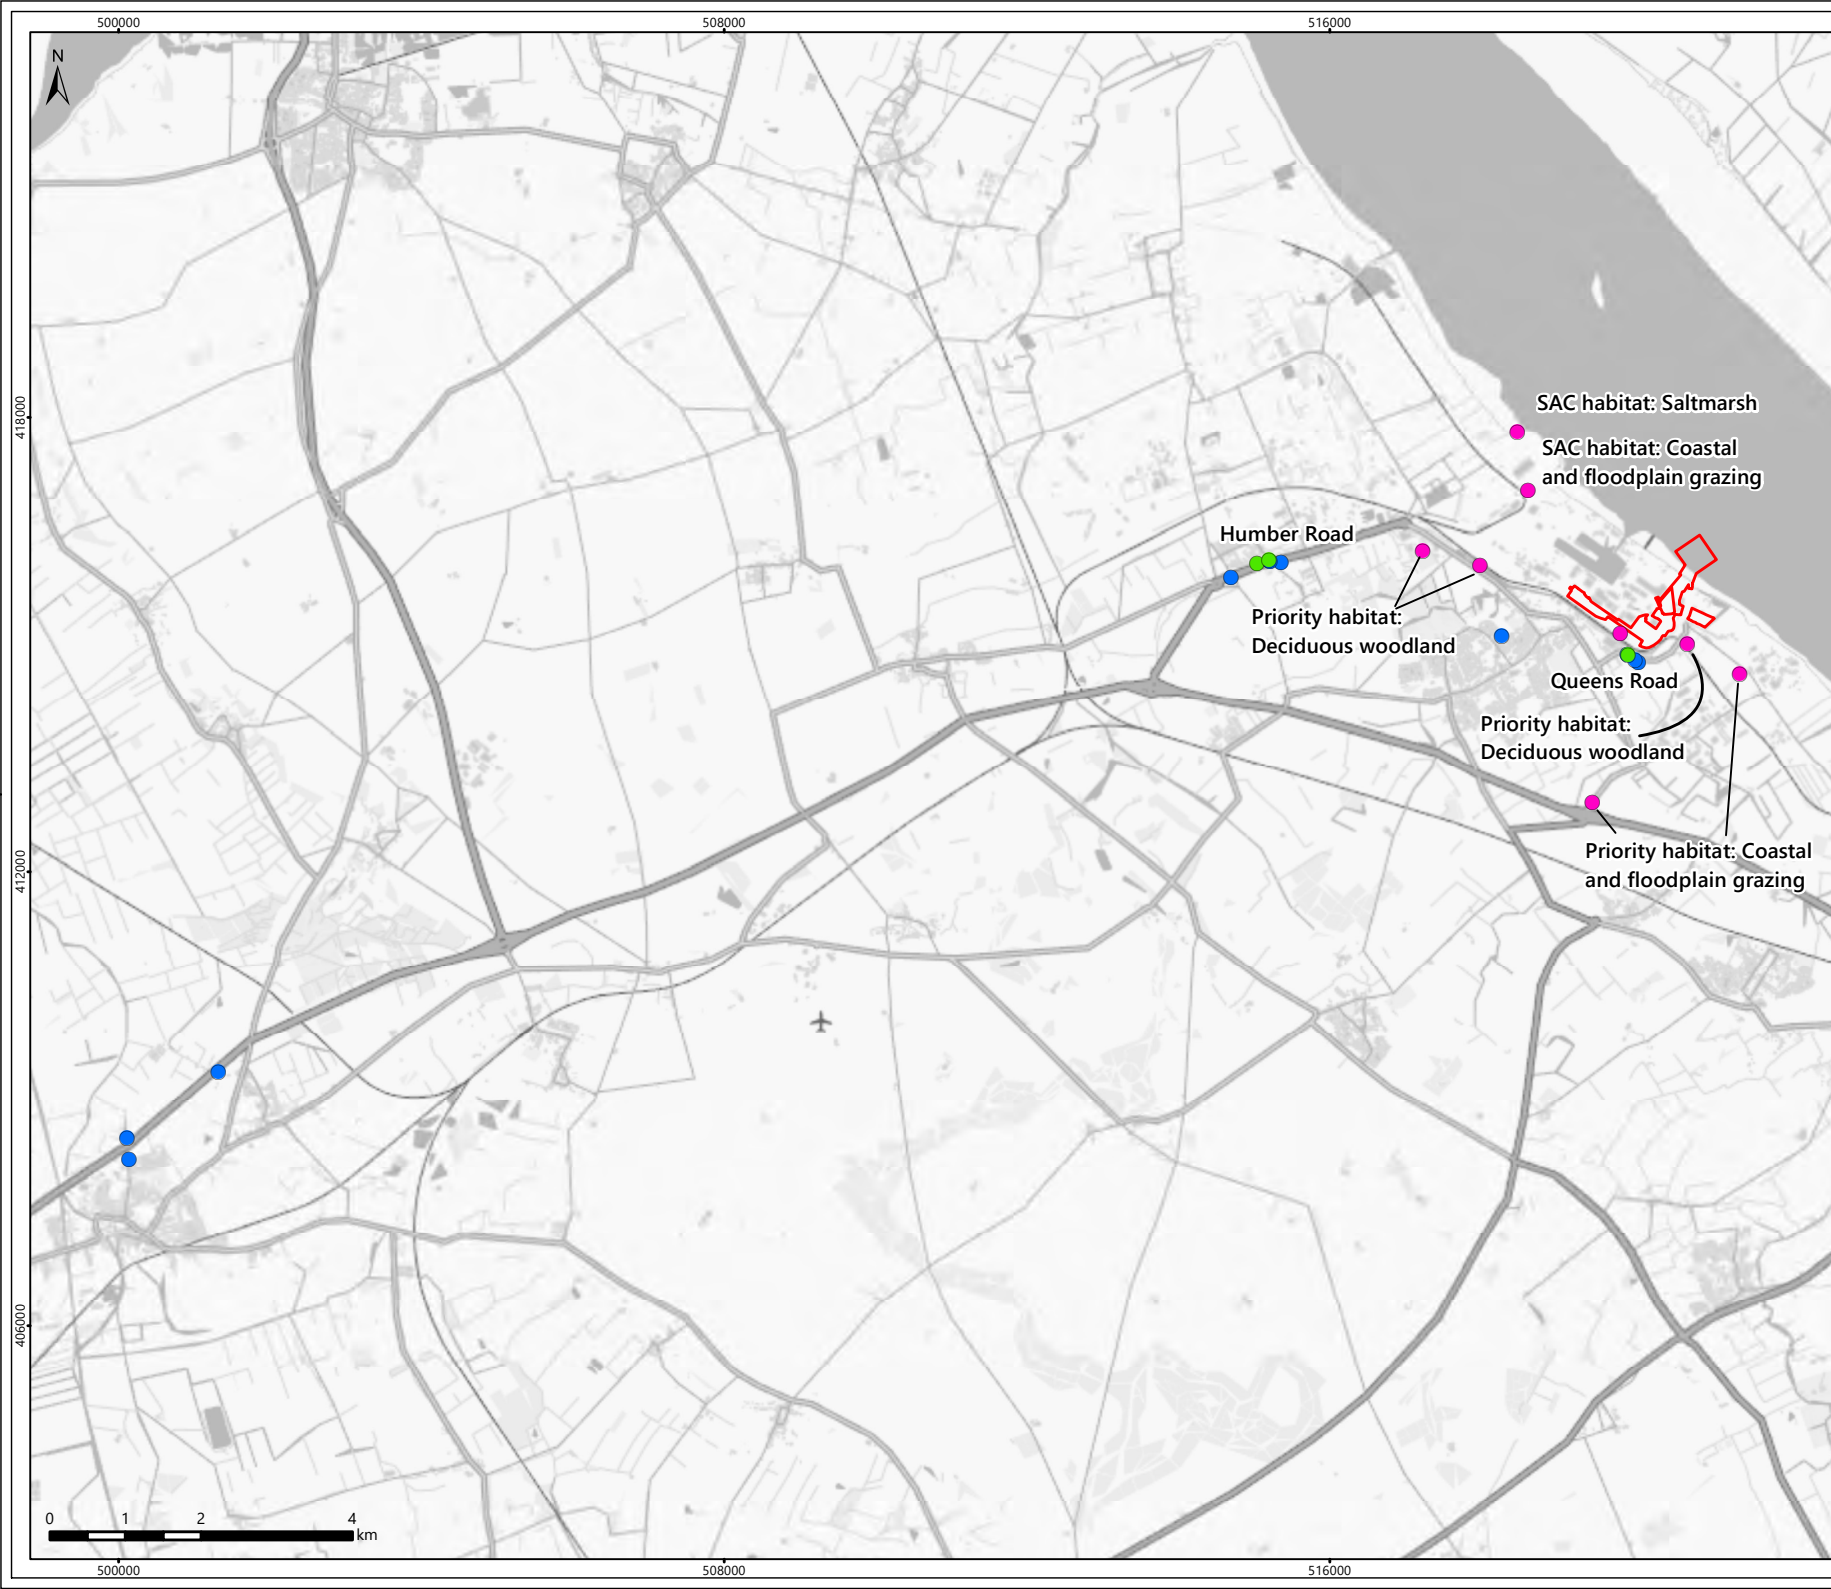 500000
508000
516000
N
418000
SAC habitat: Saltmarsh
SAC habitat: Coastal
and floodplain grazing
Humber Road
Priority habitat:
Deciduous woodland
Queens Road
Priority habitat:
Deciduous woodland
412000
Priority habitat: Coastal
and floodplain grazing
406000
0 1 2 4
km
500000
508000
516000